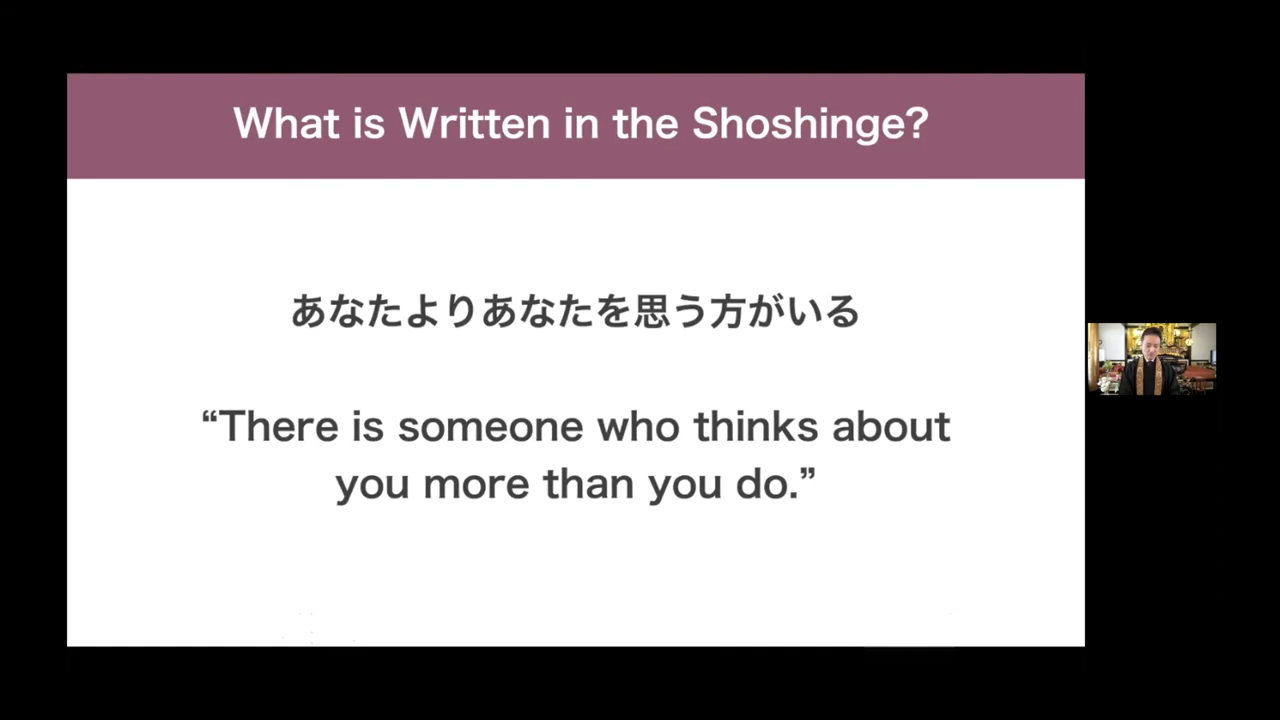 What is Written in the Shoshinge?
あなたよりあなたを思う方がいる
“There is someone who thinks about
you more than you do.”